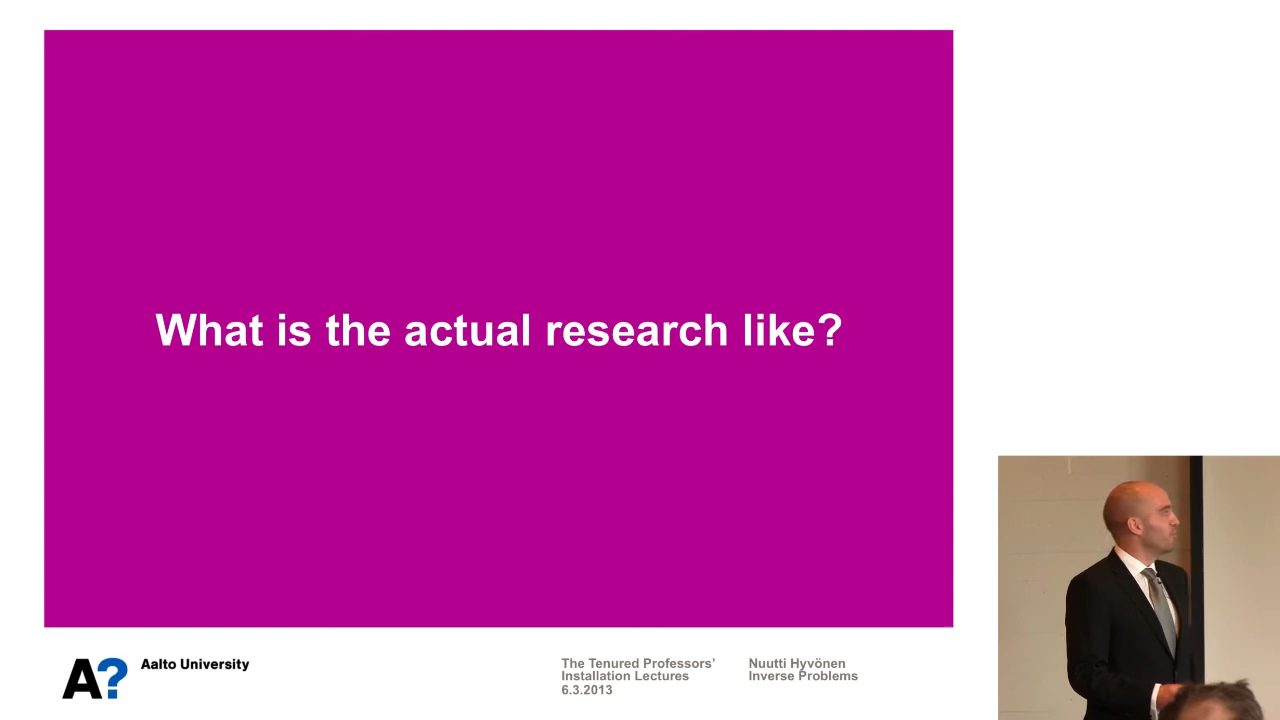 What is the actual research like?
A?
Aalto University
The Tenured Professors’
Installation Lectures
6.3.2013
Nuutti Hyvönen
Inverse Problems